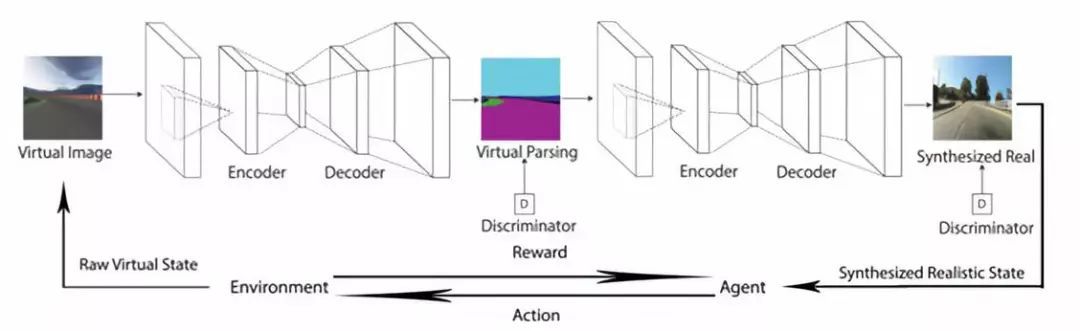 Virtual Image
Encoder
Decoder
Virtual Parsing
D
Discriminator
Encoder
Decoder
Synthesized Real
D
Discriminator
Raw Virtual State
Environment
Reward
Action
Agent
Synthesized Realistic State